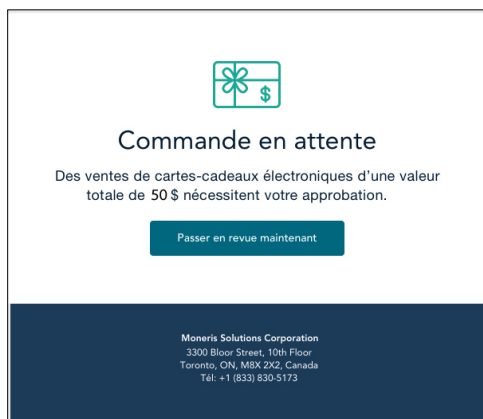 $
Commande en attente
Des ventes de cartes-cadeaux électroniques d'une valeur
totale de 50 $ nécessitent votre approbation.
Passer en revue maintenant
Moneris Solutions Corporation
3300 Bloor Street, 10th Floor
Toronto, ON, M8X 2X2, Canada
Tél: +1 (833) 830-5173